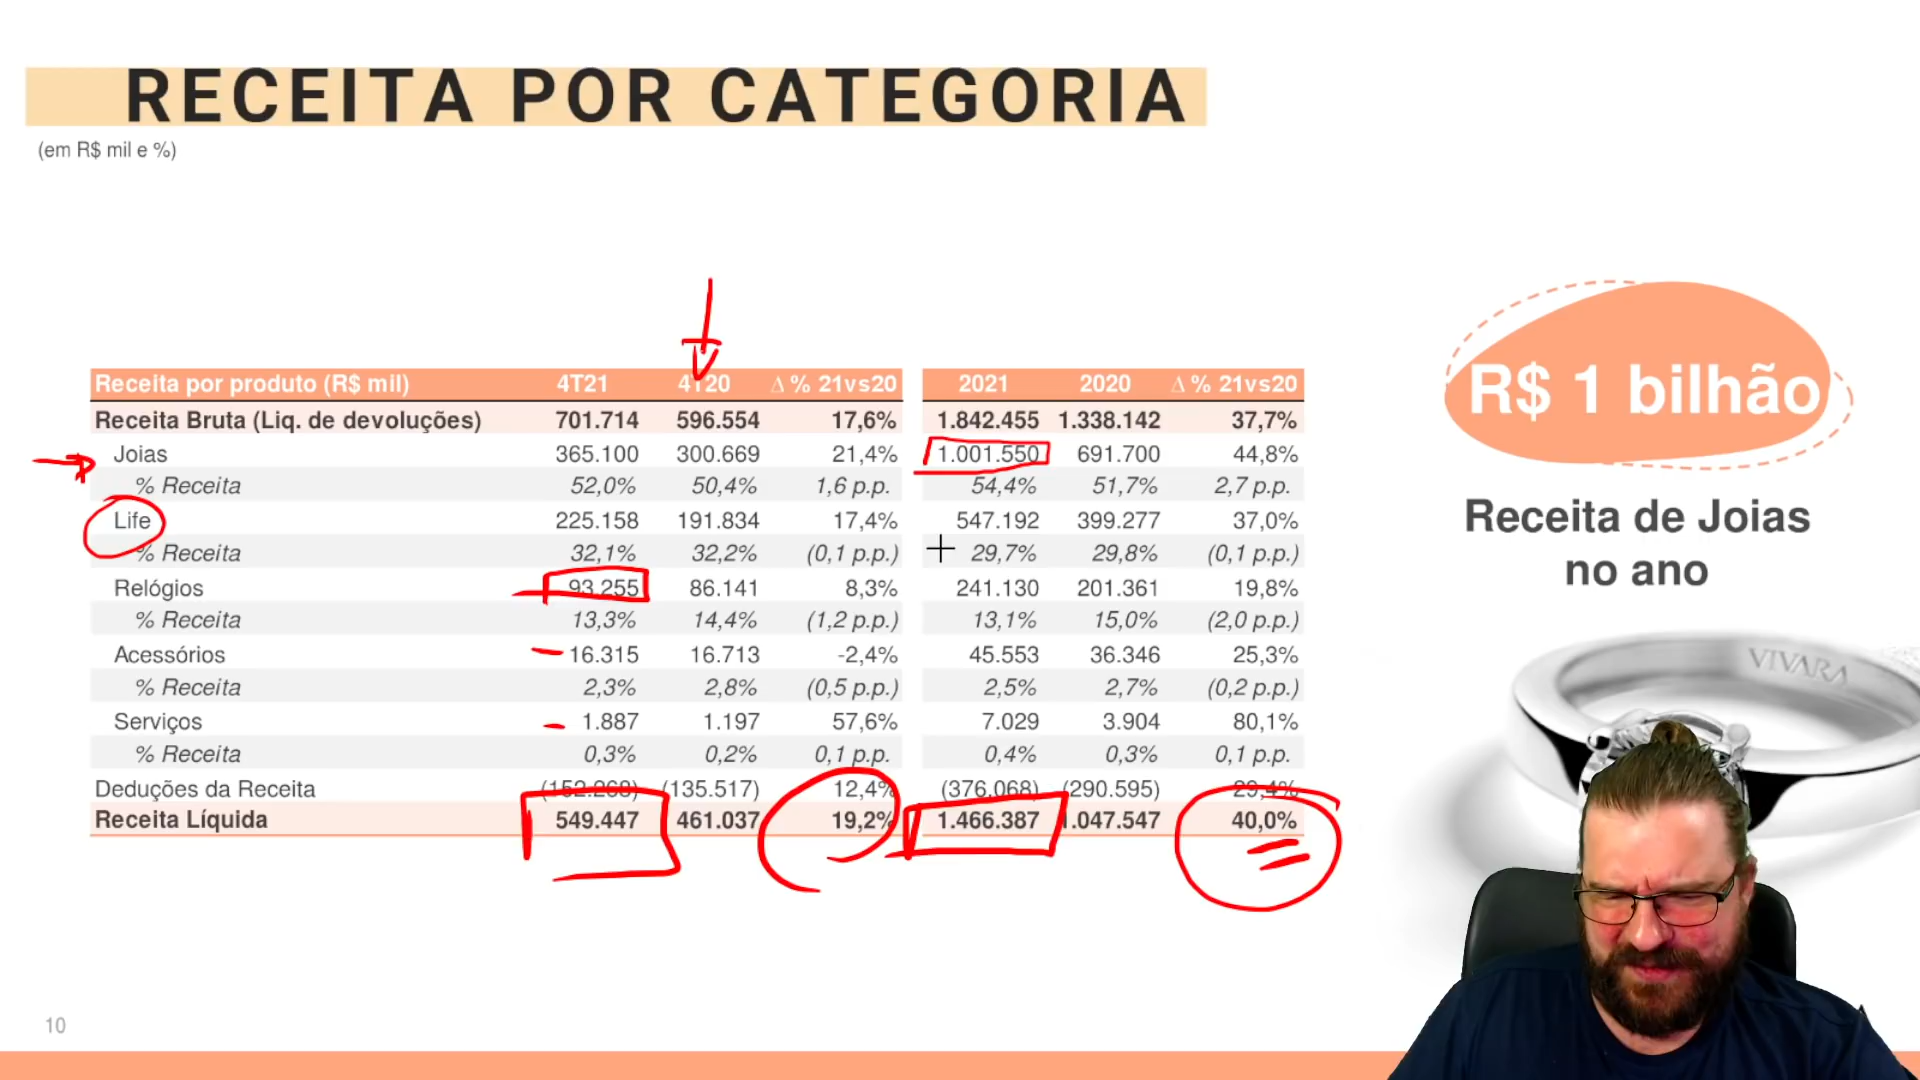 RECEITA POR CATEGORIA
(em R$ mil e %)
Receita por produto (R$ mil) 4T21 4T20 Δ % 21vs20 2021 2020 Δ % 21vs20
Receita Bruta (Liq. de devoluções) 701.714 596.554 17,6% 1.842.455 1.338.142 37,7%
Joias 365.100 300.669 21,4% 1.001.550 691.700 44,8%
% Receita 52,0% 50,4% 1,6 p.p. 54,4% 51,7% 2,7 p.p.
Life 225.158 191.834 17,4% 547.192 399.277 37,0%
% Receita 32,1% 32,2% (0,1 p.p.) 29,7% 29,8% (0,1 p.p.)
Relógios 93.255 86.141 8,3% 241.130 201.361 19,8%
% Receita 13,3% 14,4% (1,2 p.p.) 13,1% 15,0% (2,0 p.p.)
Acessórios 16.315 16.713 -2,4% 45.553 36.346 25,3%
% Receita 2,3% 2,8% (0,5 p.p.) 2,5% 2,7% (0,2 p.p.)
Serviços 1.887 1.197 57,6% 7.029 3.904 80,1%
% Receita 0,3% 0,2% 0,1 p.p. 0,4% 0,3% 0,1 p.p.
Deduções da Receita (152.268) (135.517) 12,4% (376.068) (290.595) 29,4%
Receita Líquida 549.447 461.037 19,2% 1.466.387 1.047.547 40,0%
R$ 1 bilhão
Receita de Joias
no ano
VIVARA
10